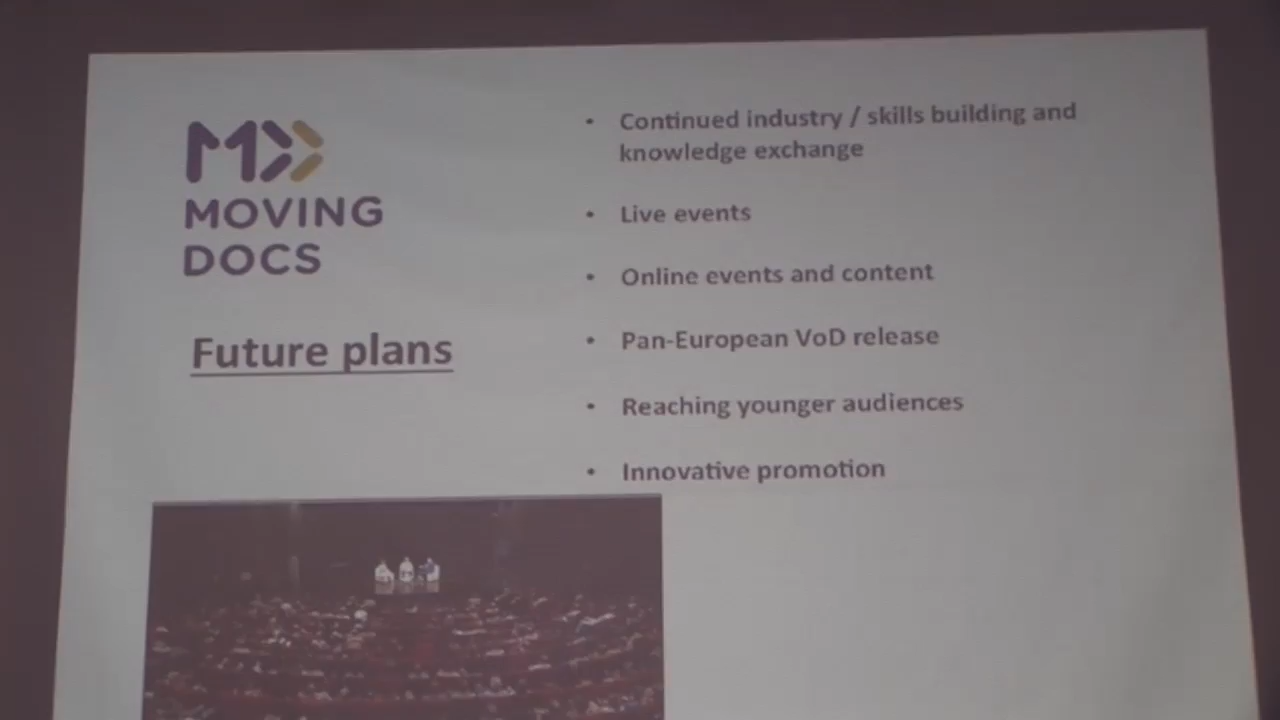 MOVING
DOCS
Future plans
• Continued industry / skills building and
knowledge exchange
• Live events
• Online events and content
• Pan-European VoD release
• Reaching younger audiences
• Innovative promotion